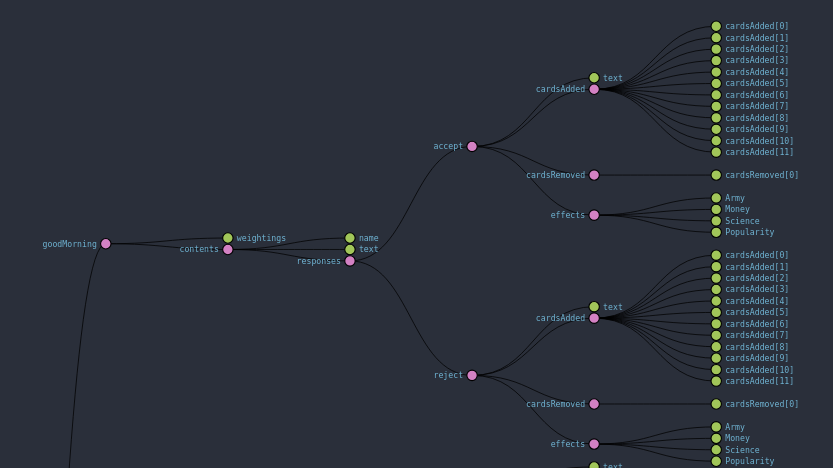 cardsAdded[0]
cardsAdded[1]
cardsAdded[2]
cardsAdded[3]
cardsAdded[4]
text
cardsAdded[5]
cardsAdded
cardsAdded[6]
cardsAdded[7]
cardsAdded[8]
cardsAdded[9]
cardsAdded[10]
accept
cardsAdded[11]
cardsRemoved
cardsRemoved[0]
Army
Money
effects
Science
Popularity
goodMorning
weightings
name
contents
text
responses
cardsAdded[0]
cardsAdded[1]
cardsAdded[2]
cardsAdded[3]
cardsAdded[4]
text
cardsAdded[5]
cardsAdded
cardsAdded[6]
cardsAdded[7]
cardsAdded[8]
cardsAdded[9]
cardsAdded[10]
reject
cardsAdded[11]
cardsRemoved
cardsRemoved[0]
Army
Money
effects
Science
Popularity
text